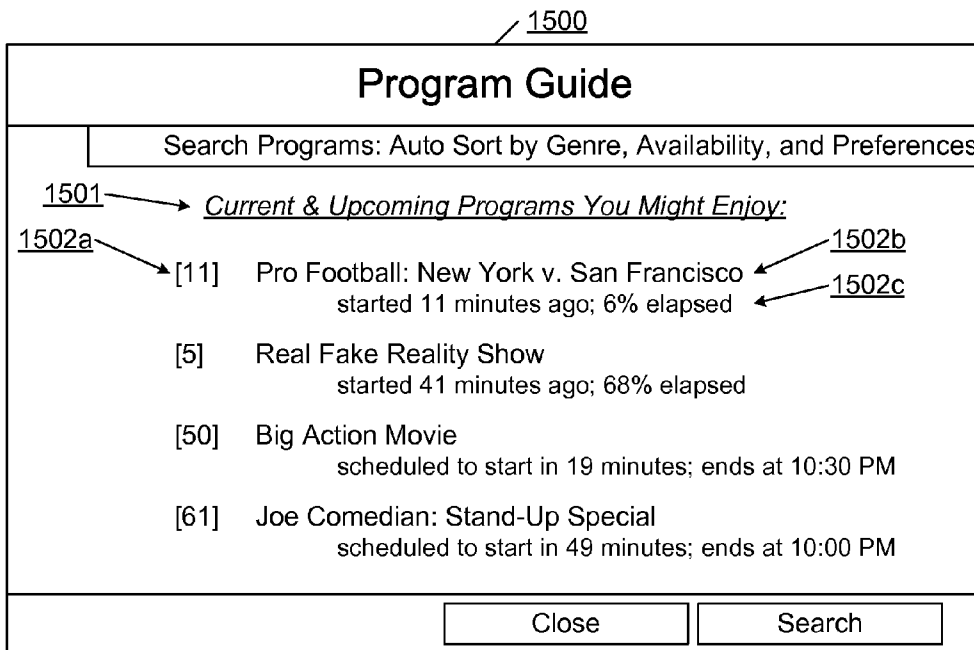 1500
Program Guide
Search Programs: Auto Sort by Genre, Availability, and Preferences
1501
Current & Upcoming Programs You Might Enjoy:
1502a
1502b
[11] Pro Football: New York v. San Francisco
1502c
started 11 minutes ago; 6% elapsed
[5] Real Fake Reality Show
started 41 minutes ago; 68% elapsed
[50] Big Action Movie
scheduled to start in 19 minutes; ends at 10:30 PM
[61] Joe Comedian: Stand-Up Special
scheduled to start in 49 minutes; ends at 10:00 PM
Close Search